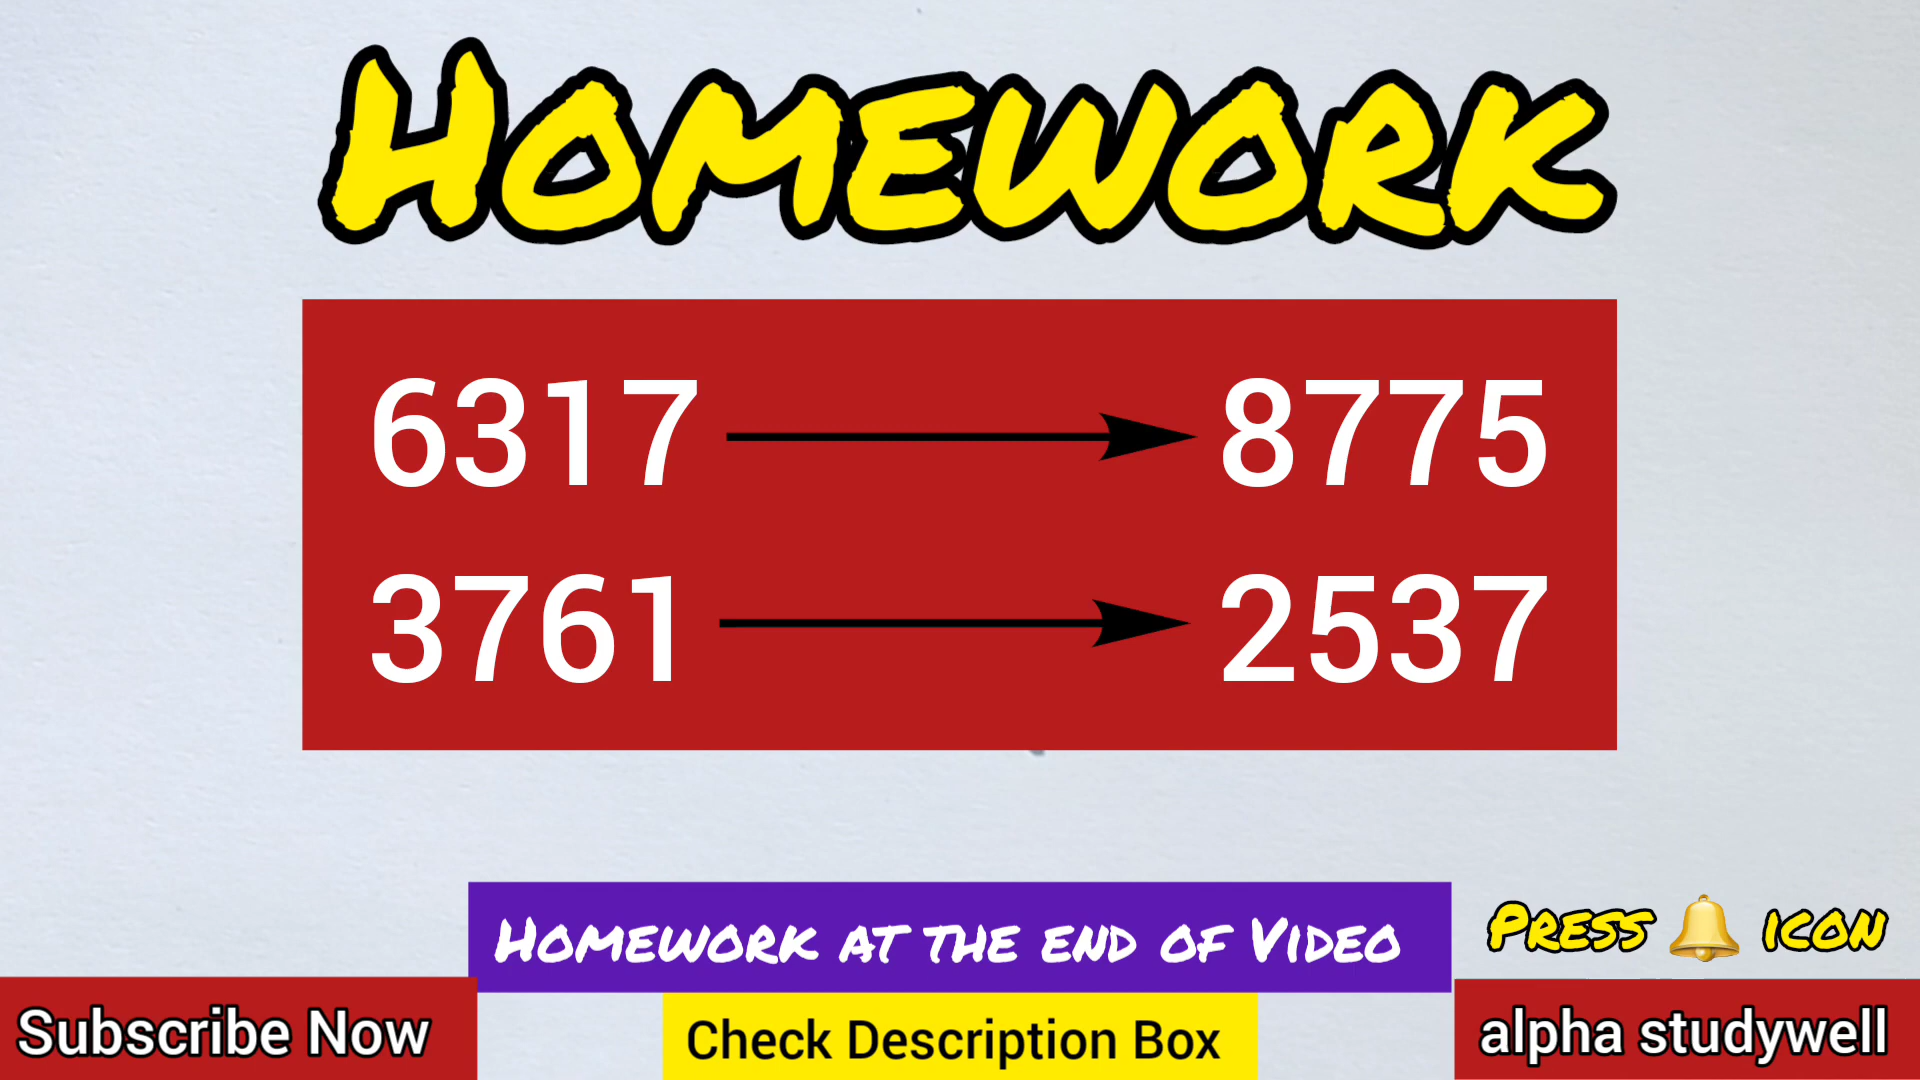 HOMEWORK
6317 8775
3761 2537
HOMEWORK AT THE END OF VIDEO
PRESS 🔔 ICON
Subscribe Now
Check Description Box
alpha studywell